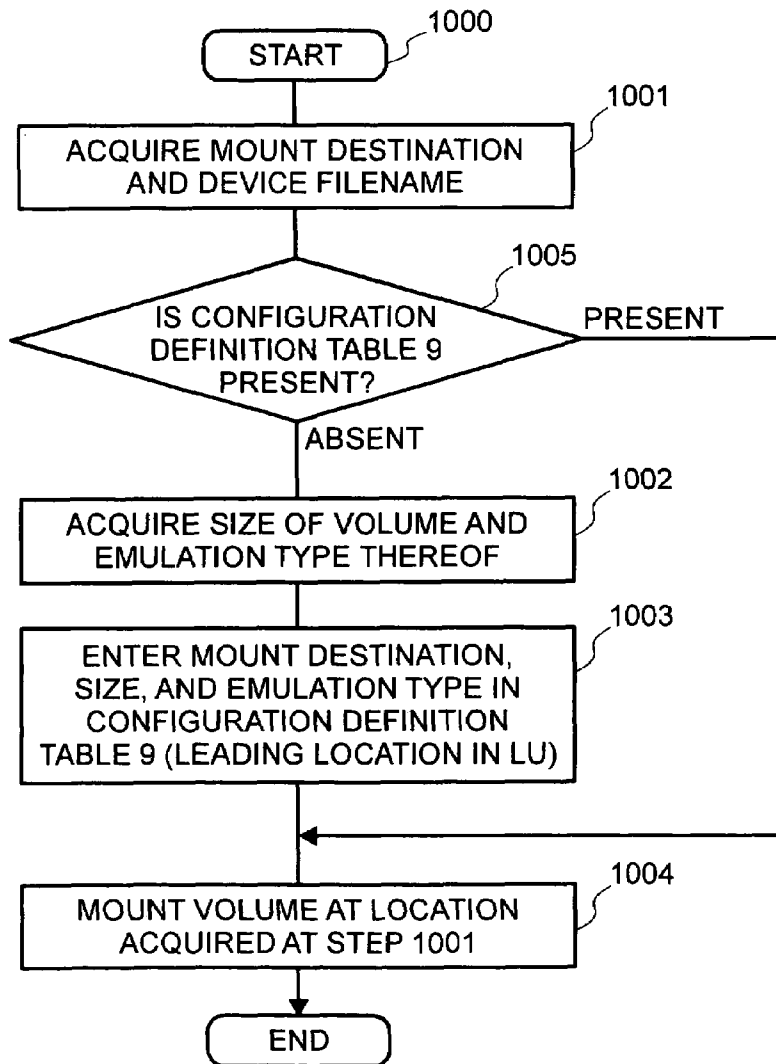 1000
START
1001
ACQUIRE MOUNT DESTINATION
AND DEVICE FILENAME
1005
IS CONFIGURATION
DEFINITION TABLE 9
PRESENT?
PRESENT
ABSENT
1002
ACQUIRE SIZE OF VOLUME AND
EMULATION TYPE THEREOF
1003
ENTER MOUNT DESTINATION,
SIZE, AND EMULATION TYPE IN
CONFIGURATION DEFINITION
TABLE 9 (LEADING LOCATION IN LU)
1004
MOUNT VOLUME AT LOCATION
ACQUIRED AT STEP 1001
END